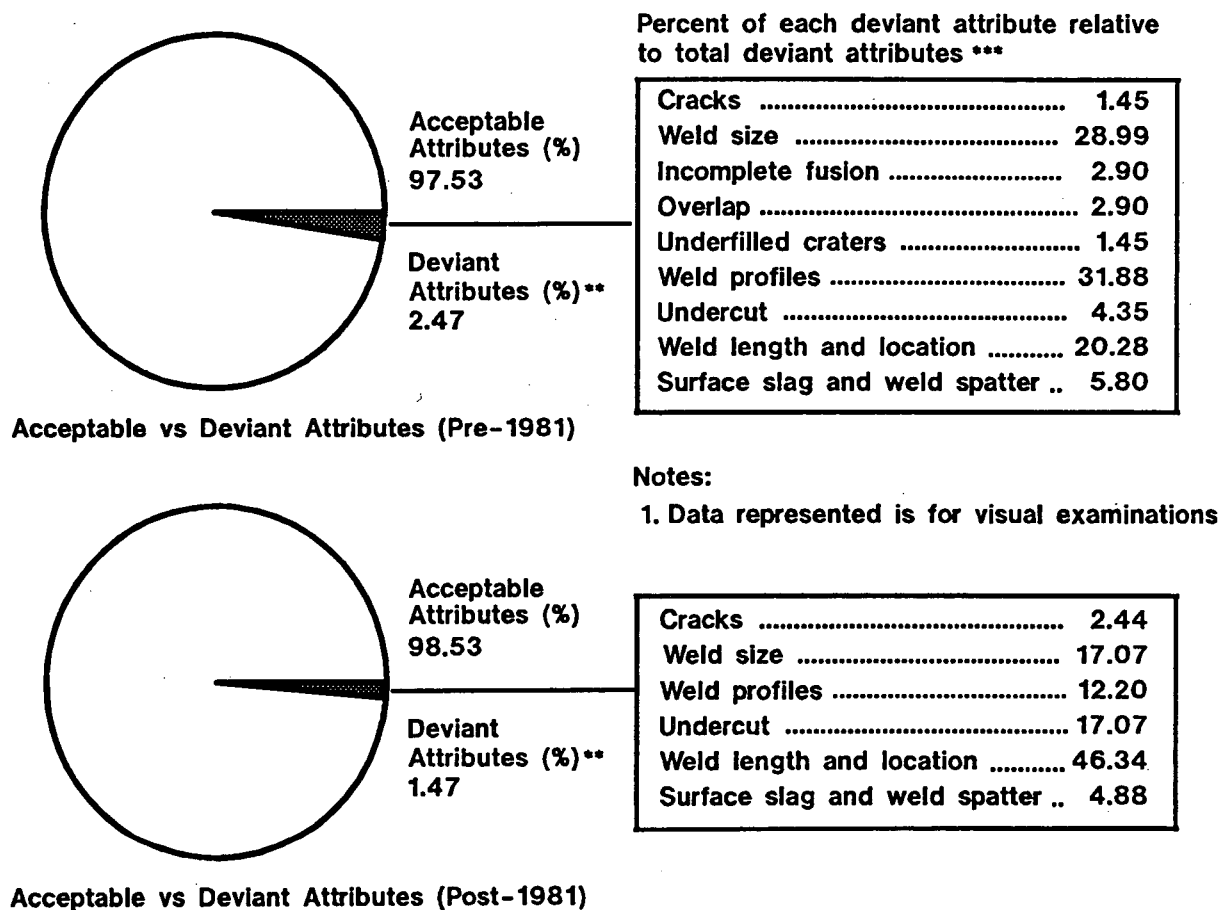 Percent of each deviant attribute relative
to total deviant attributes ***
Acceptable
Attributes (%)
97.53
Deviant
Attributes (%)**
2.47
Cracks ............................................ 1.45
Weld size ...................................... 28.99
Incomplete fusion ......................... 2.90
Overlap ............................................. 2.90
Underfilled craters .......................... 1.45
Weld profiles .................................. 31.88
Undercut ......................................... 4.35
Weld length and location ........... 20.28
Surface slag and weld spatter .. 5.80
Acceptable vs Deviant Attributes (Pre-1981)
Notes:
1. Data represented is for visual examinations
Acceptable
Attributes (%)
98.53
Deviant
Attributes (%)**
1.47
Cracks ............................................ 2.44
Weld size ...................................... 17.07
Weld profiles .................................. 12.20
Undercut ......................................... 17.07
Weld length and location ........... 46.34
Surface slag and weld spatter .. 4.88
Acceptable vs Deviant Attributes (Post-1981)